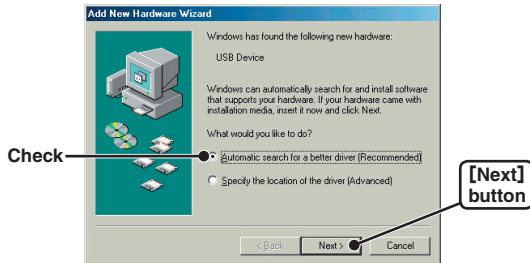 Add New Hardware Wizard
Windows has found the following new hardware:
USB Device
Windows can automatically search for and install software
that supports your hardware. If your hardware came with
installation media, insert it now and click Next.
What would you like to do?
Check
Automatic search for a better driver (Recommended)
Specify the location of the driver (Advanced)
[Next]
button
< Back
Next >
Cancel